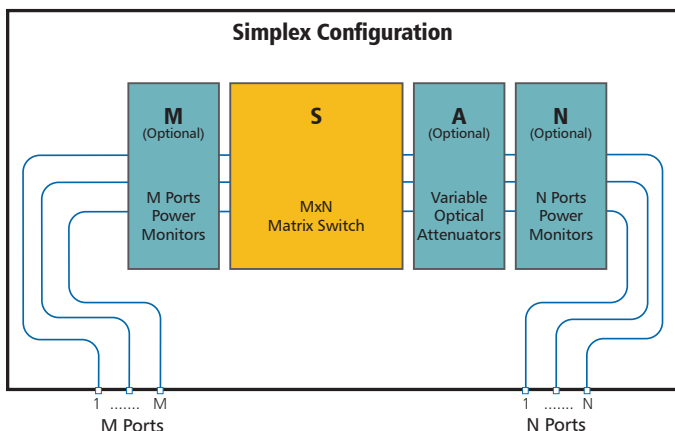 Simplex Configuration
M
(Optional)
M Ports
Power
Monitors
S
MxN
Matrix Switch
A
(Optional)
Variable
Optical
Attenuators
N
(Optional)
N Ports
Power
Monitors
1 ....... M
M Ports
1 ....... N
N Ports